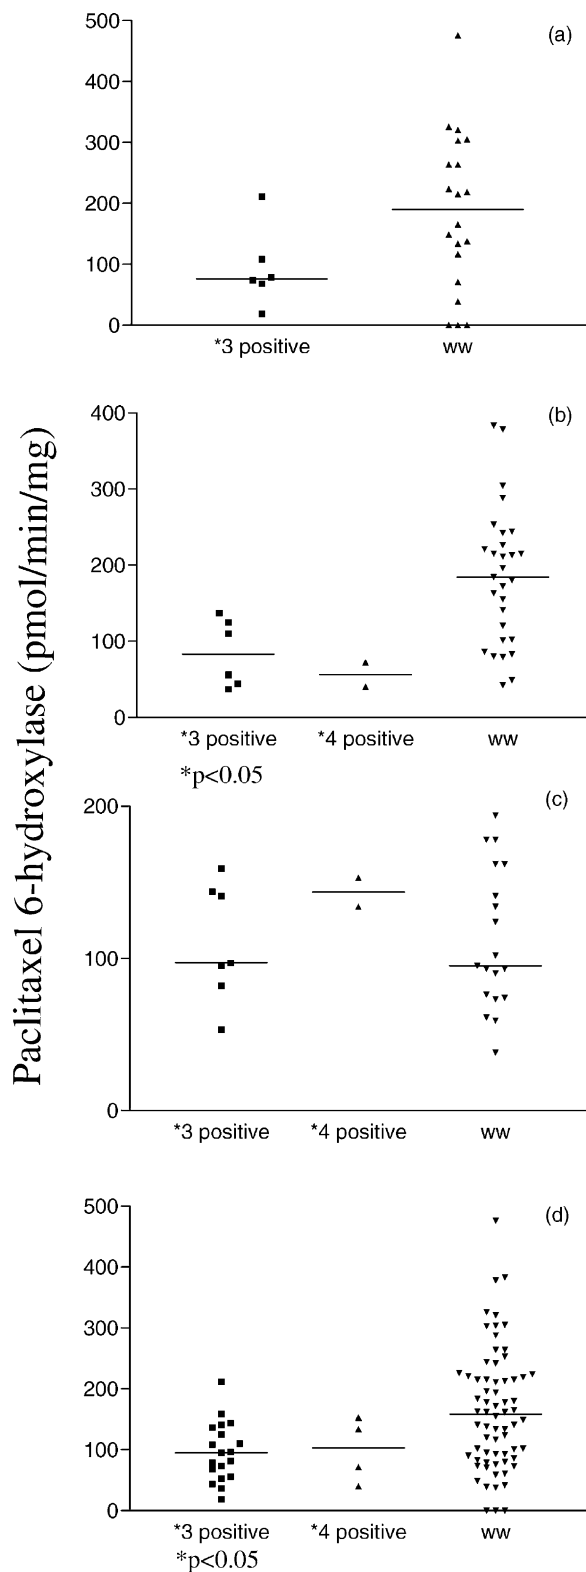 Paclitaxel 6-hydroxylase (pmol/min/mg)
(a)
500
400
300
200
100
0
*3 positive ww
(b)
400
300
200
100
0
*3 positive *4 positive ww
*p<0.05
(c)
200
100
0
*3 positive *4 positive ww
(d)
500
400
300
200
100
0
*3 positive *4 positive ww
*p<0.05